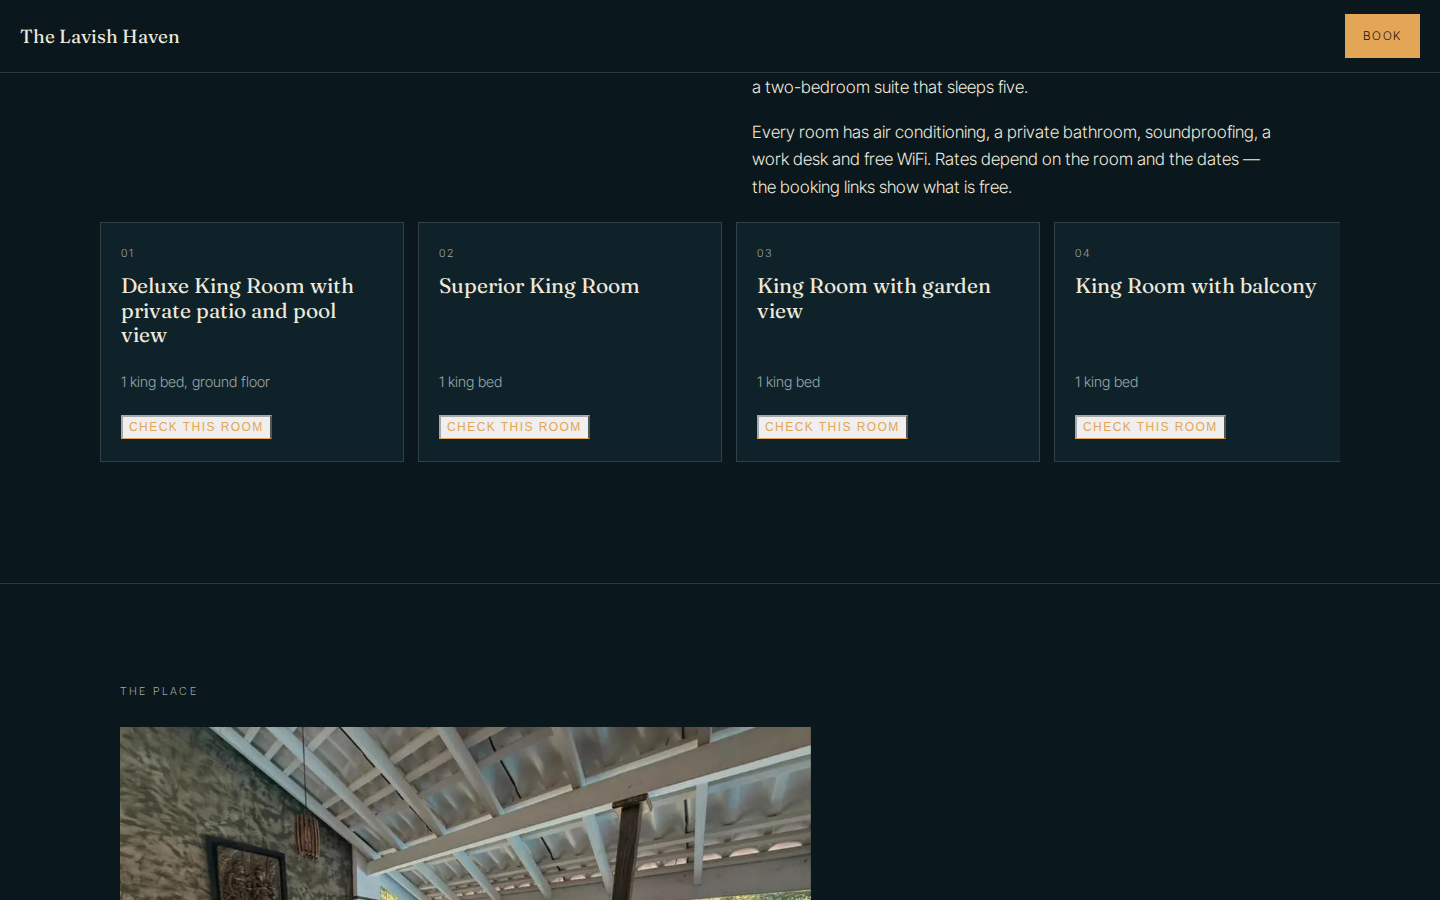 The Lavish Haven
BOOK
a two-bedroom suite that sleeps five.
Every room has air conditioning, a private bathroom, soundproofing, a
work desk and free WiFi. Rates depend on the room and the dates —
the booking links show what is free.
01
Deluxe King Room with
private patio and pool
view
1 king bed, ground floor
CHECK THIS ROOM
02
Superior King Room
1 king bed
CHECK THIS ROOM
03
King Room with garden
view
1 king bed
CHECK THIS ROOM
04
King Room with balcony
1 king bed
CHECK THIS ROOM
THE PLACE